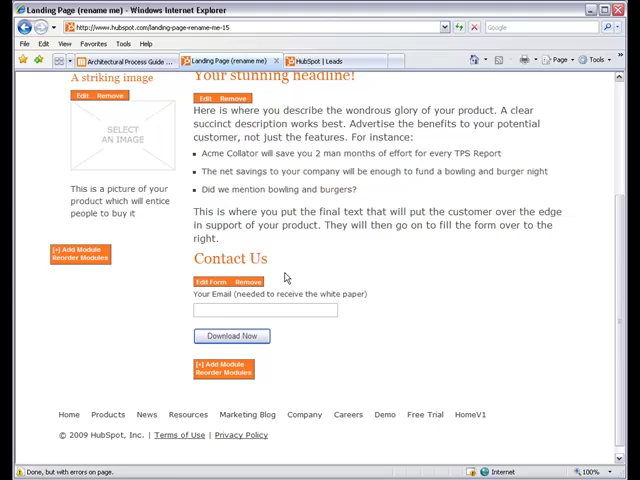 Landing Page (rename me) - Windows Internet Explorer
http://www.hubspot.com/landing-page-rename-me-15
Google
File Edit View Favorites Tools Help
Architectural Process Guide ... Landing Page (rename me) HubSpot | Leads Page Tools
A striking image
Your stunning headline!
Edit Remove
Edit Remove
SELECT
AN IMAGE
This is a picture of your
product which will entice
people to buy it
[+] Add Module
Reorder Modules
Here is where you describe the wondrous glory of your product. A clear
succinct description works best. Advertise the benefits to your potential
customer, not just the features. For instance:
Acme Collator will save you 2 man months of effort for every TPS Report
The net savings to your company will be enough to fund a bowling and burger night
Did we mention bowling and burgers?
This is where you put the final text that will put the customer over the edge
in support of your product. They will then go on to fill the form over to the
right.
Contact Us
Edit Form Remove
Your Email (needed to receive the white paper)
Download Now
[+] Add Module
Reorder Modules
Home Products News Resources Marketing Blog Company Careers Demo Free Trial HomeV1
© 2009 HubSpot, Inc. | Terms of Use | Privacy Policy
Done, but with errors on page.
Internet
100%